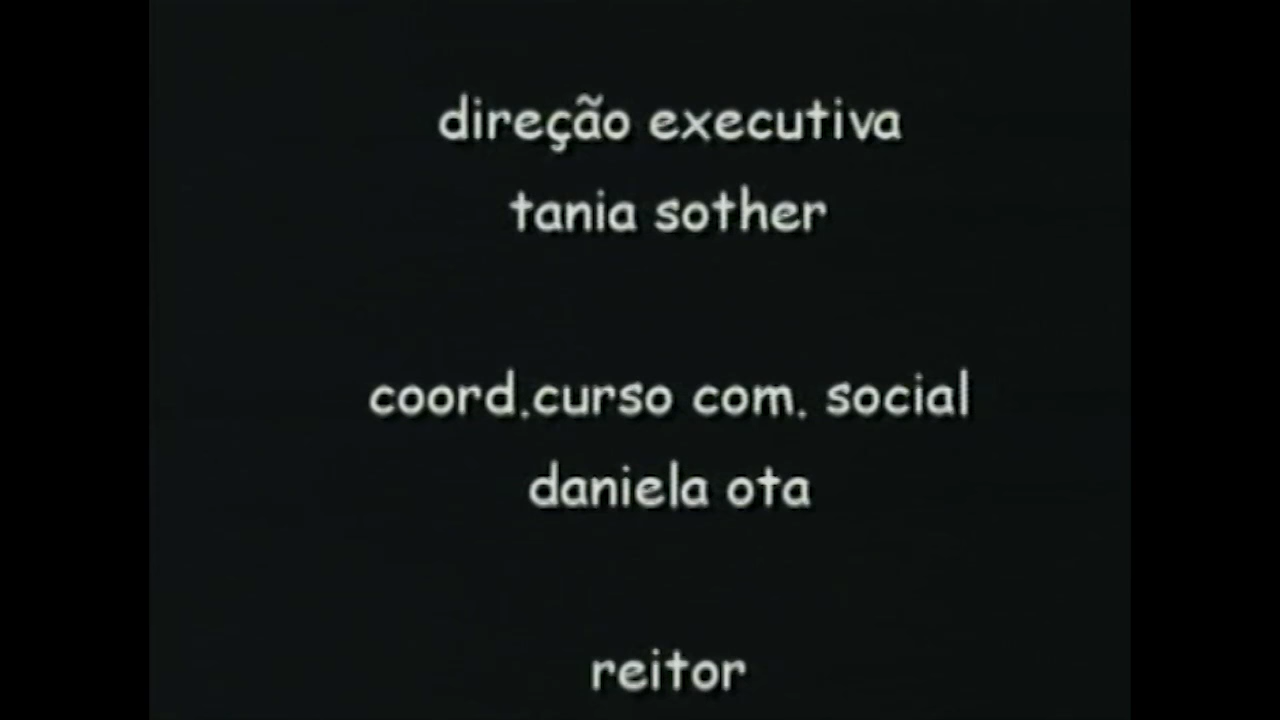 direção executiva
tania sother
coord.curso com. social
daniela ota
reitor